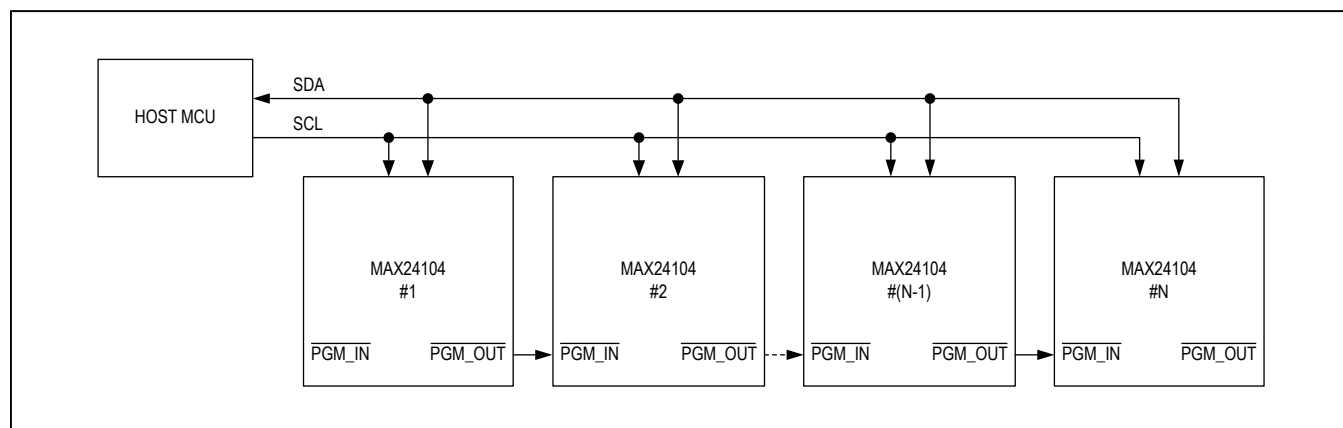 SDA
HOST MCU
SCL
MAX24104
#1
MAX24104
#2
MAX24104
#(N-1)
MAX24104
#N
PGM_IN
PGM_OUT
PGM_IN
PGM_OUT
PGM_IN
PGM_OUT
PGM_IN
PGM_OUT